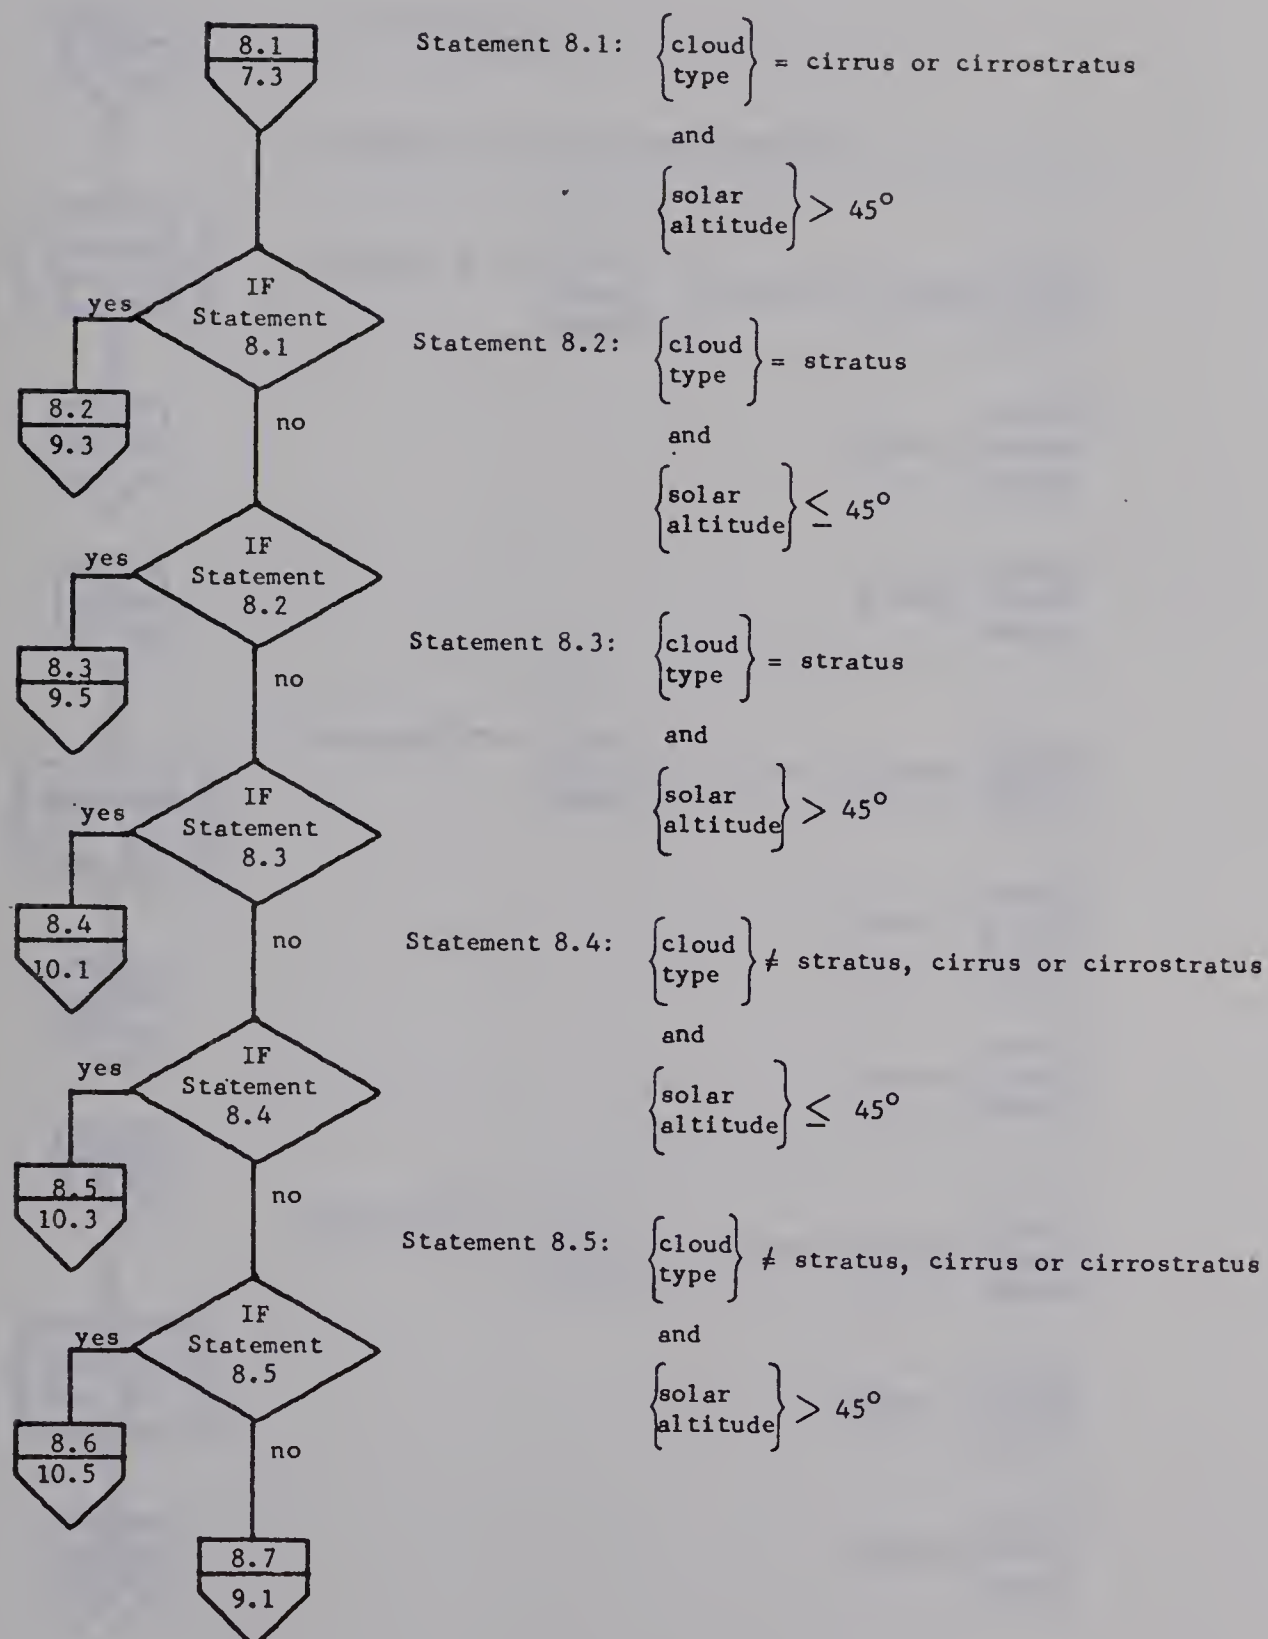 8.1
7.3
Statement 8.1: {cloud type} = cirrus or cirrostratus
and
{solar altitude} > 45°
IF
Statement
8.1
yes
8.2
9.3
no
Statement 8.2: {cloud type} = stratus
and
{solar altitude} ≤ 45°
IF
Statement
8.2
yes
8.3
9.5
no
Statement 8.3: {cloud type} = stratus
and
{solar altitude} > 45°
IF
Statement
8.3
yes
8.4
10.1
no
Statement 8.4: {cloud type} ≠ stratus, cirrus or cirrostratus
and
{solar altitude} ≤ 45°
IF
Statement
8.4
yes
8.5
10.3
no
Statement 8.5: {cloud type} ≠ stratus, cirrus or cirrostratus
and
{solar altitude} > 45°
IF
Statement
8.5
yes
8.6
10.5
no
8.7
9.1